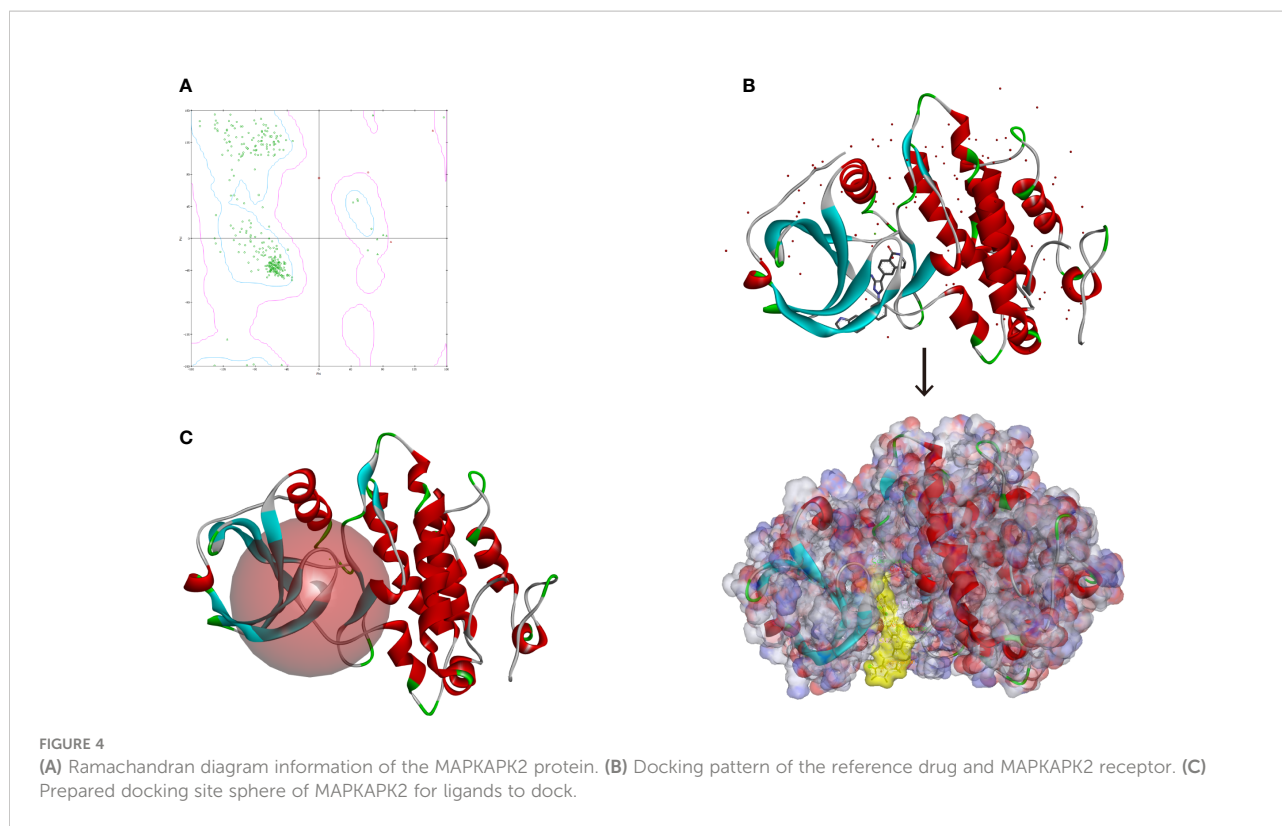 A
B
C
FIGURE 4
(A) Ramachandran diagram information of the MAPKAPK2 protein. (B) Docking pattern of the reference drug and MAPKAPK2 receptor. (C)
Prepared docking site sphere of MAPKAPK2 for ligands to dock.